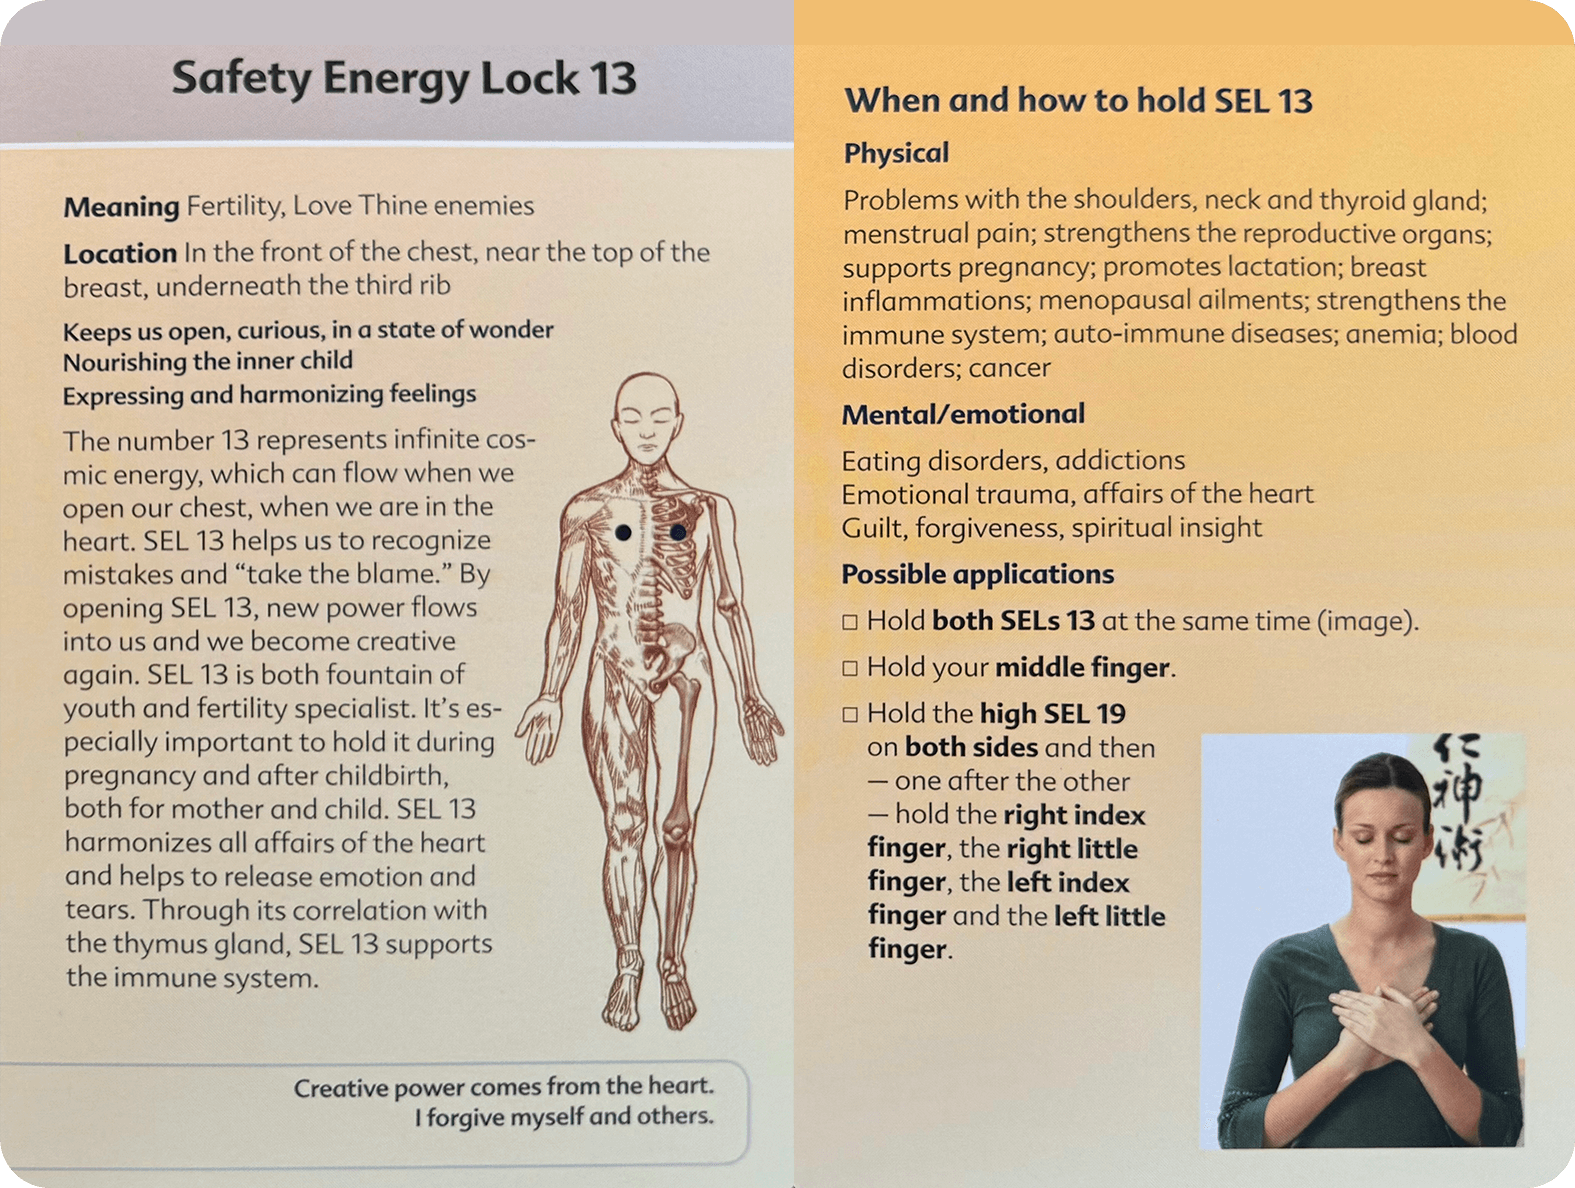 Safety Energy Lock 13
Meaning Fertility, Love Thine enemies
Location In the front of the chest, near the top of the
breast, underneath the third rib
Keeps us open, curious, in a state of wonder
Nourishing the inner child
Expressing and harmonizing feelings
The number 13 represents infinite cos-
mic energy, which can flow when we
open our chest, when we are in the
heart. SEL 13 helps us to recognize
mistakes and “take the blame.” By
opening SEL 13, new power flows
into us and we become creative
again. SEL 13 is both fountain of
youth and fertility specialist. It’s es-
pecially important to hold it during
pregnancy and after childbirth,
both for mother and child. SEL 13
harmonizes all affairs of the heart
and helps to release emotion and
tears. Through its correlation with
the thymus gland, SEL 13 supports
the immune system.
Creative power comes from the heart.
I forgive myself and others.
When and how to hold SEL 13
Physical
Problems with the shoulders, neck and thyroid gland;
menstrual pain; strengthens the reproductive organs;
supports pregnancy; promotes lactation; breast
inflammations; menopausal ailments; strengthens the
immune system; auto-immune diseases; anemia; blood
disorders; cancer
Mental/emotional
Eating disorders, addictions
Emotional trauma, affairs of the heart
Guilt, forgiveness, spiritual insight
Possible applications
□ Hold both SELs 13 at the same time (image).
□ Hold your middle finger.
□ Hold the high SEL 19
on both sides and then
– one after the other
– hold the right index
finger, the right little
finger, the left index
finger and the left little
finger.
仁神術